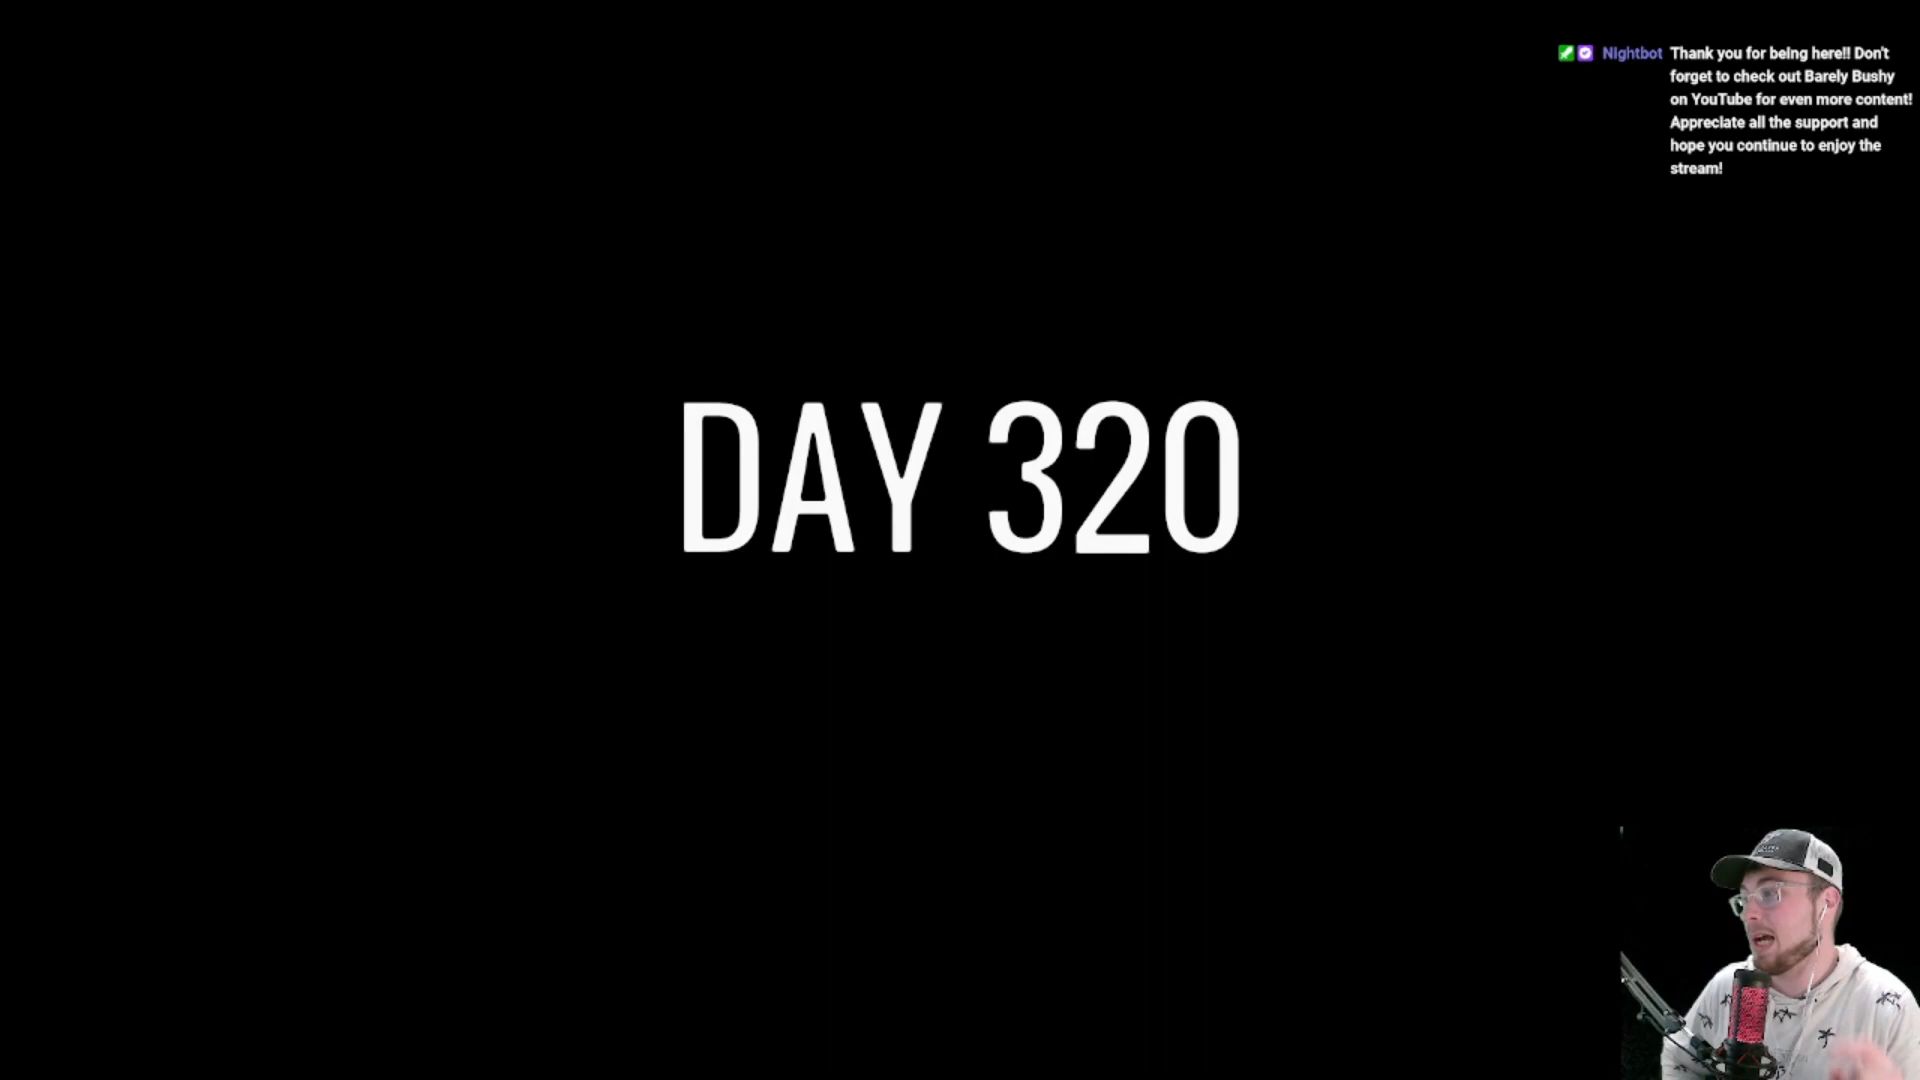 Nightbot Thank you for being here!! Don't
forget to check out Barely Bushy
on YouTube for even more content!
Appreciate all the support and
hope you continue to enjoy the
stream!
DAY 320